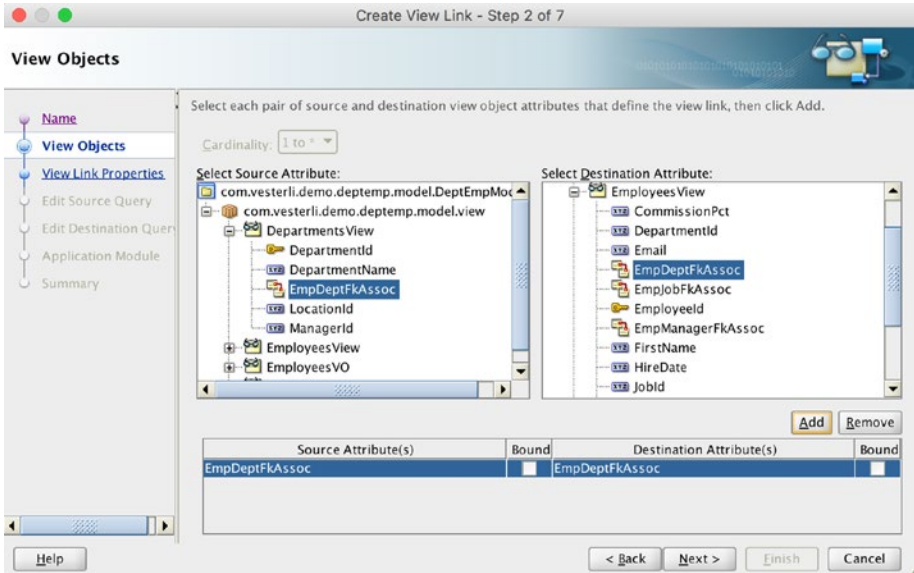 Create View Link - Step 2 of 7
View Objects
Name
View Objects
View Link Properties
Edit Source Query
Edit Destination Quer
Application Module
Summary
Select each pair of source and destination view object attributes that define the view link, then click Add.
Cardinality: 1 to *
Select Source Attribute:
com.vesterli.demo.deptemp.model.DeptEmpMod
com.vesterli.demo.deptemp.model.view
DepartmentsView
DepartmentId
DepartmentName
EmpDeptFkAssoc
LocationId
ManagerId
EmployeesView
EmployeesVO
Select Destination Attribute:
EmployeesView
CommissionPct
DepartmentId
Email
EmpDeptFkAssoc
EmpJobFkAssoc
EmployeeId
EmpManagerFkAssoc
FirstName
HireDate
JobId
Add Remove
Source Attribute(s) Bound Destination Attribute(s) Bound
EmpDeptFkAssoc EmpDeptFkAssoc
Help < Back Next > Finish Cancel